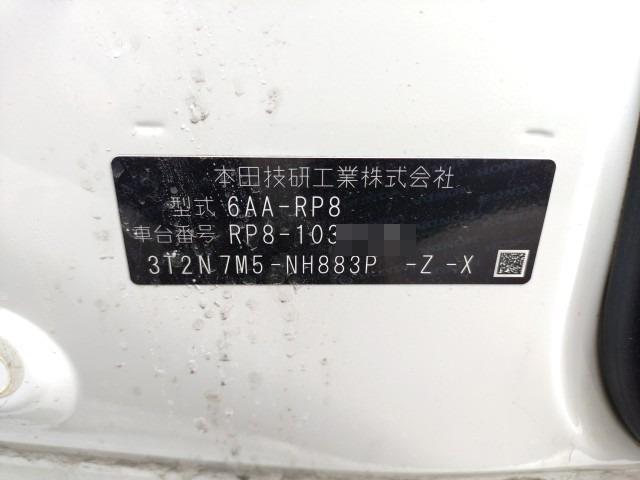 本田技研工業株式会社
型式 6AA-RP8
車台番号 RP8-103
3T2N7M5-NH883P -Z-X